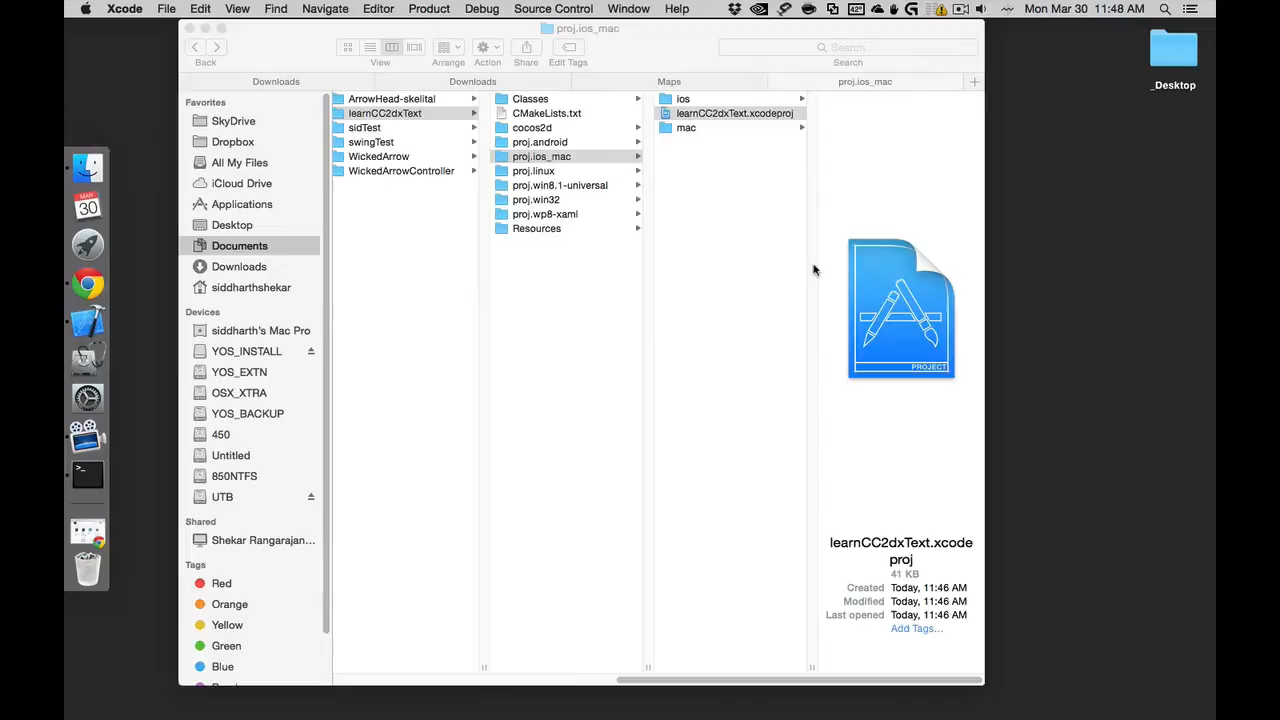 Xcode File Edit View Find Navigate Editor Product Debug Source Control Window Help 42° Mon Mar 30 11:48 AM
proj.ios_mac
Search
Back View Arrange Action Share Edit Tags Search
Downloads Downloads Maps proj.ios_mac
_Desktop
Favorites
SkyDrive
Dropbox
All My Files
iCloud Drive
Applications
Desktop
Documents
Downloads
siddharthshekar
Devices
siddharth's Mac Pro
YOS_INSTALL
YOS_EXTN
OSX_XTRA
YOS_BACKUP
450
Untitled
850NTFS
UTB
Shared
Shekar Rangarajan…
Tags
Red
Orange
Yellow
Green
Blue
ArrowHead-skelital
learnCC2dxText
sidTest
swingTest
WickedArrow
WickedArrowController
Classes
CMakeLists.txt
cocos2d
proj.android
proj.ios_mac
proj.linux
proj.win8.1-universal
proj.win32
proj.wp8-xaml
Resources
ios
learnCC2dxText.xcodeproj
mac
PROJECT
learnCC2dxText.xcode
proj
41 KB
Created Today, 11:46 AM
Modified Today, 11:46 AM
Last opened Today, 11:46 AM
Add Tags…
MAR
30